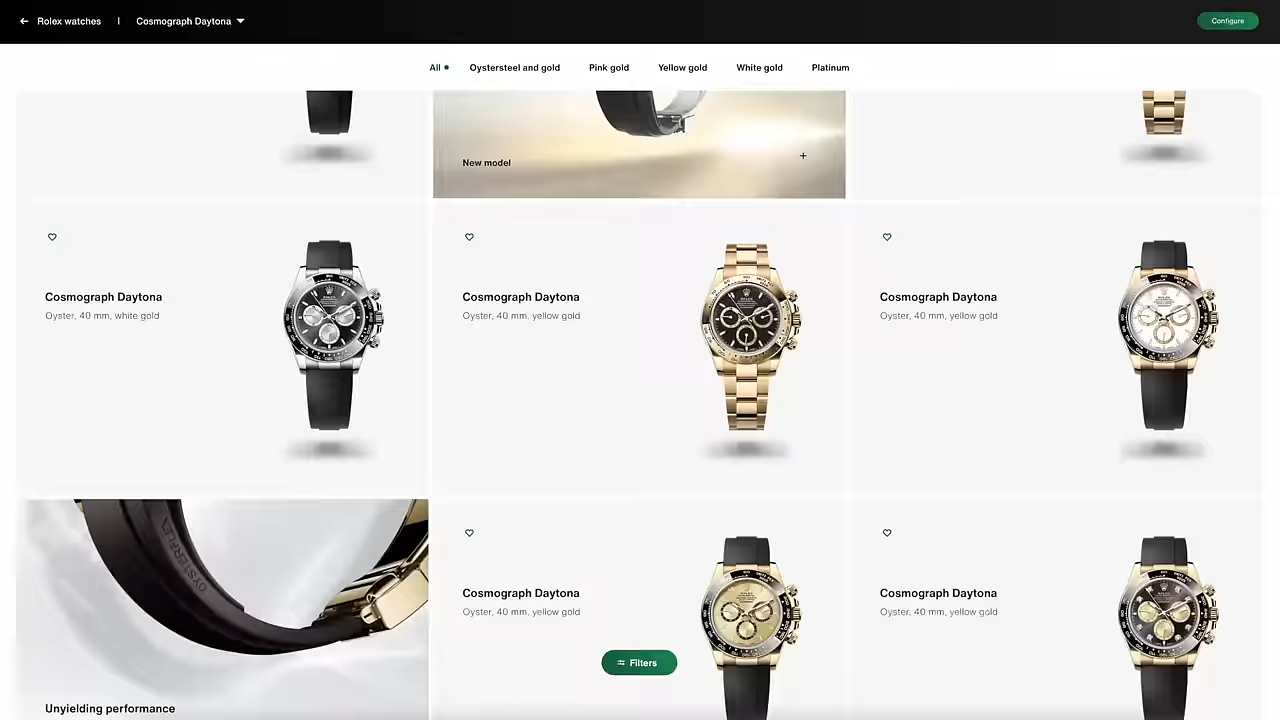 Rolex watches | Cosmograph Daytona
Configure
All Oystersteel and gold Pink gold Yellow gold White gold Platinum
New model
Cosmograph Daytona
Oyster, 40 mm, white gold
Cosmograph Daytona
Oyster, 40 mm, yellow gold
Cosmograph Daytona
Oyster, 40 mm, yellow gold
OYSTERFLEX
Unyielding performance
Cosmograph Daytona
Oyster, 40 mm, yellow gold
Filters
Cosmograph Daytona
Oyster, 40 mm, yellow gold